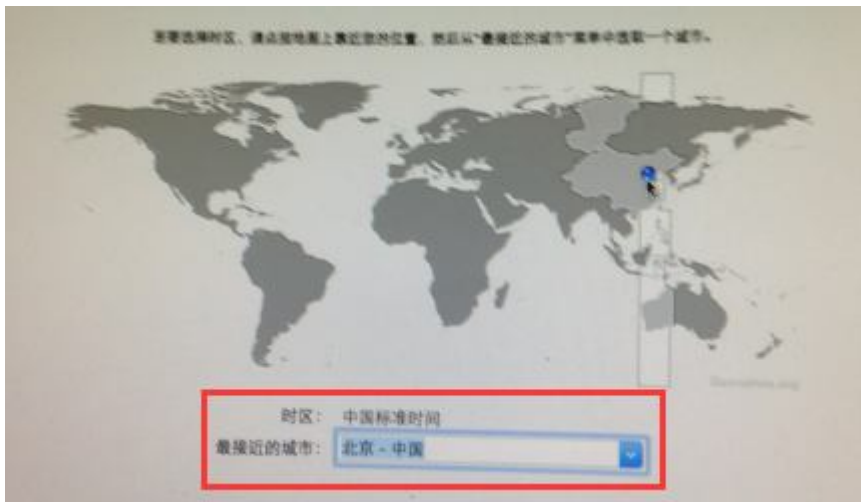 若要选择时区，请点按地图上靠近您的位置，然后从“最接近的城市”菜单中选取一个城市。
时区： 中国标准时间
最接近的城市： 北京 - 中国